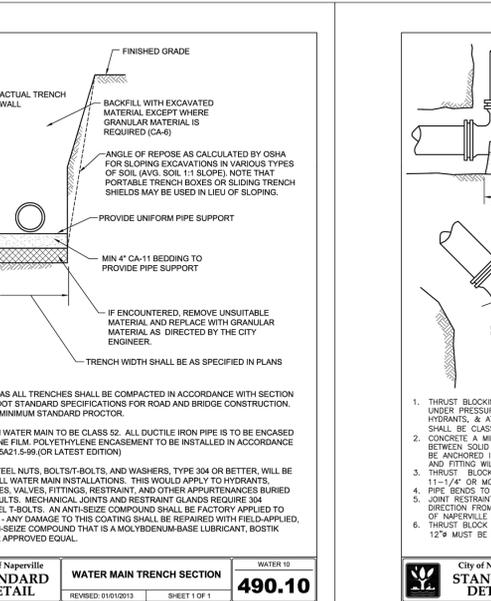 FINISHED GRADE
ACTUAL TRENCH
WALL
BACKFILL WITH EXCAVATED
MATERIAL EXCEPT WHERE
GRANULAR MATERIAL IS
REQUIRED (CA-6)
ANGLE OF REPOSE AS CALCULATED BY OSHA
FOR SLOPING EXCAVATIONS IN VARIOUS TYPES
OF SOIL (AVG. SOIL 1:1 SLOPE). NOTE THAT
PORTABLE TRENCH BOXES OR SLIDING TRENCH
SHIELDS MAY BE USED IN LIEU OF SLOPING.
PROVIDE UNIFORM PIPE SUPPORT
MIN 4" CA-11 BEDDING TO
PROVIDE PIPE SUPPORT
IF ENCOUNTERED, REMOVE UNSUITABLE
MATERIAL AND REPLACE WITH GRANULAR
MATERIAL AS DIRECTED BY THE CITY
ENGINEER.
TRENCH WIDTH SHALL BE AS SPECIFIED IN PLANS
AS ALL TRENCHES SHALL BE COMPACTED IN ACCORDANCE WITH SECTION
OT STANDARD SPECIFICATIONS FOR ROAD AND BRIDGE CONSTRUCTION.
MINIMUM STANDARD PROCTOR.
WATER MAIN TO BE CLASS 52. ALL DUCTILE IRON PIPE IS TO BE ENCASED
NE FILM. POLYETHYLENE ENCASEMENT TO BE INSTALLED IN ACCORDANCE
5A21.5-99.(OR LATEST EDITION)
EEL NUTS, BOLTS/T-BOLTS, AND WASHERS, TYPE 304 OR BETTER, WILL BE
LL WATER MAIN INSTALLATIONS. THIS WOULD APPLY TO HYDRANTS,
ES, VALVES, FITTINGS, RESTRAINT, AND OTHER APPURTENANCES BURIED
ULTS. MECHANICAL JOINTS AND RESTRAINT GLANDS REQUIRE 304
EL T-BOLTS. AN ANTI-SEIZE COMPOUND SHALL BE FACTORY APPLIED TO
- ANY DAMAGE TO THIS COATING SHALL BE REPAIRED WITH FIELD-APPLIED,
-SEIZE COMPOUND THAT IS A MOLYBDENUM-BASE LUBRICANT, BOSTIK
APPROVED EQUAL.
of Naperville
NDARD
ETAIL
WATER MAIN TRENCH SECTION
REVISED: 01/01/2013
SHEET 1 OF 1
WATER 10
490.10
1. THRUST BLOCKIN
UNDER PRESSUR
HYDRANTS, & AT
SHALL BE CLAS
2. CONCRETE A MI
BETWEEN SOLID
BE ANCHORED I
AND FITTING WIL
3. THRUST BLOCK
11-1/4° OR MO
4. PIPE BENDS TO
5. JOINT RESTRAIN
DIRECTION FROM
OF NAPERVILLE
6. THRUST BLOCK
12"ø MUST BE
City of N
STAN
DET